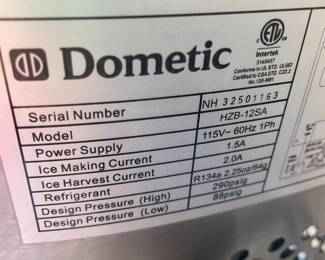 Dometic
ETL
Intertek
3149457
Conforms to UL STD. UL563
Certified to CSA STD. C22.2
No.120-M91
Serial Number NH 32501163
Model HZB-12SA
Power Supply 115V~ 60Hz 1Ph
Ice Making Current 1.5A
Ice Harvest Current 2.0A
Refrigerant R134a 2.25oz/64g
Design Pressure (High) 290psig
Design Pressure (Low) 88psig